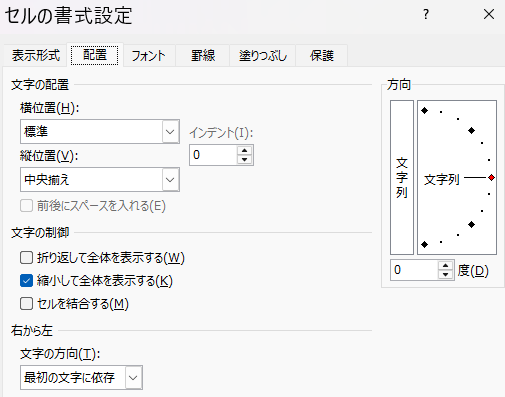 セルの書式設定
? ×
表示形式 配置 フォント 罫線 塗りつぶし 保護
文字の配置
横位置(H):
標準
インデント(I):
0
縦位置(V):
中央揃え
前後にスペースを入れる(E)
文字の制御
折り返して全体を表示する(W)
縮小して全体を表示する(K)
セルを結合する(M)
右から左
文字の方向(T):
最初の文字に依存
方向
文字列
文字列
0 度(D)